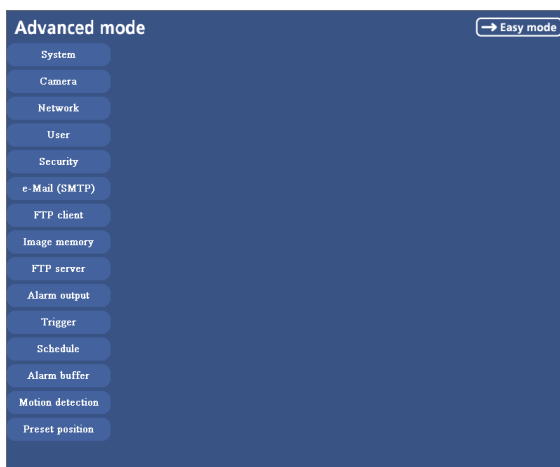 Advanced mode
→ Easy mode
System
Camera
Network
User
Security
e-Mail (SMTP)
FTP client
Image memory
FTP server
Alarm output
Trigger
Schedule
Alarm buffer
Motion detection
Preset position